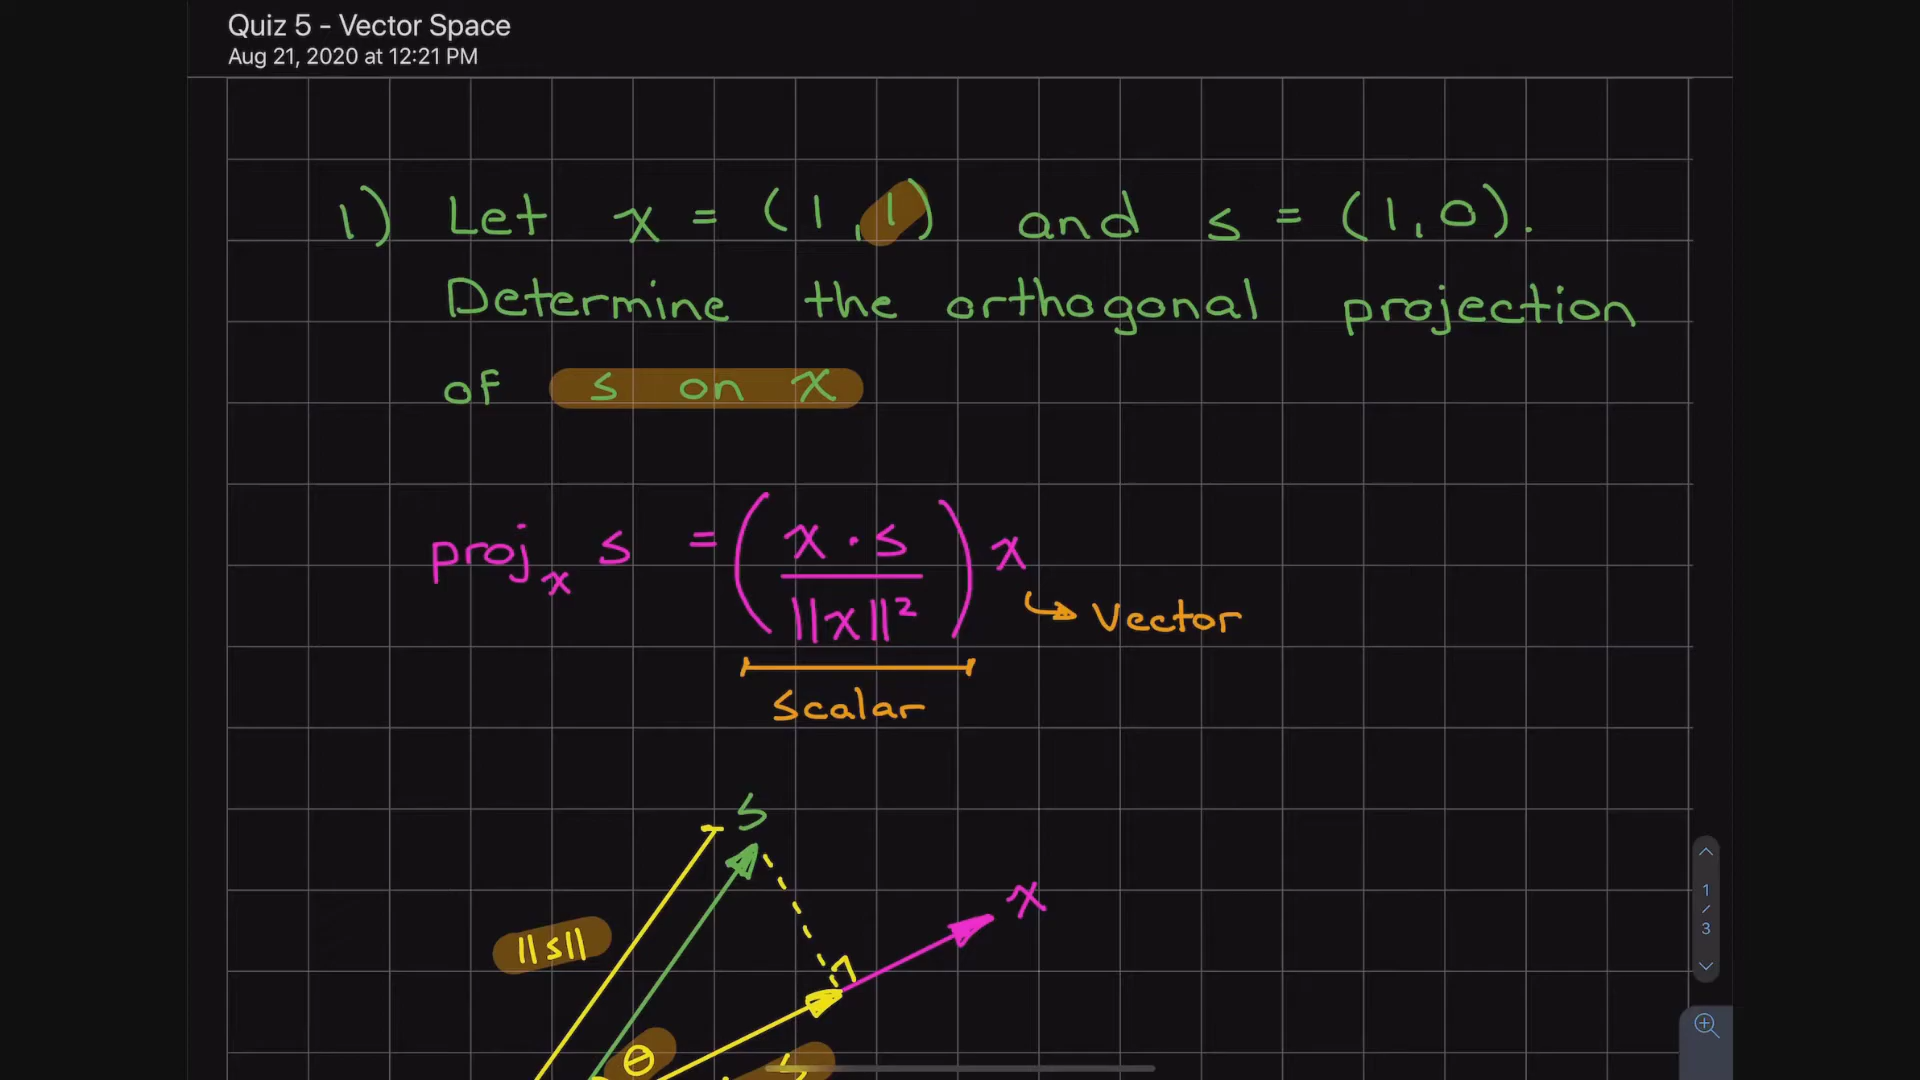 Quiz 5 - Vector Space
Aug 21, 2020 at 12:21 PM
1) Let x = (1,1) and s = (1,0).
Determine the orthogonal projection
of s on x
proj_x s = (x · s / ||x||²) x
Vector
Scalar
s
x
||s||
θ
1
/
3